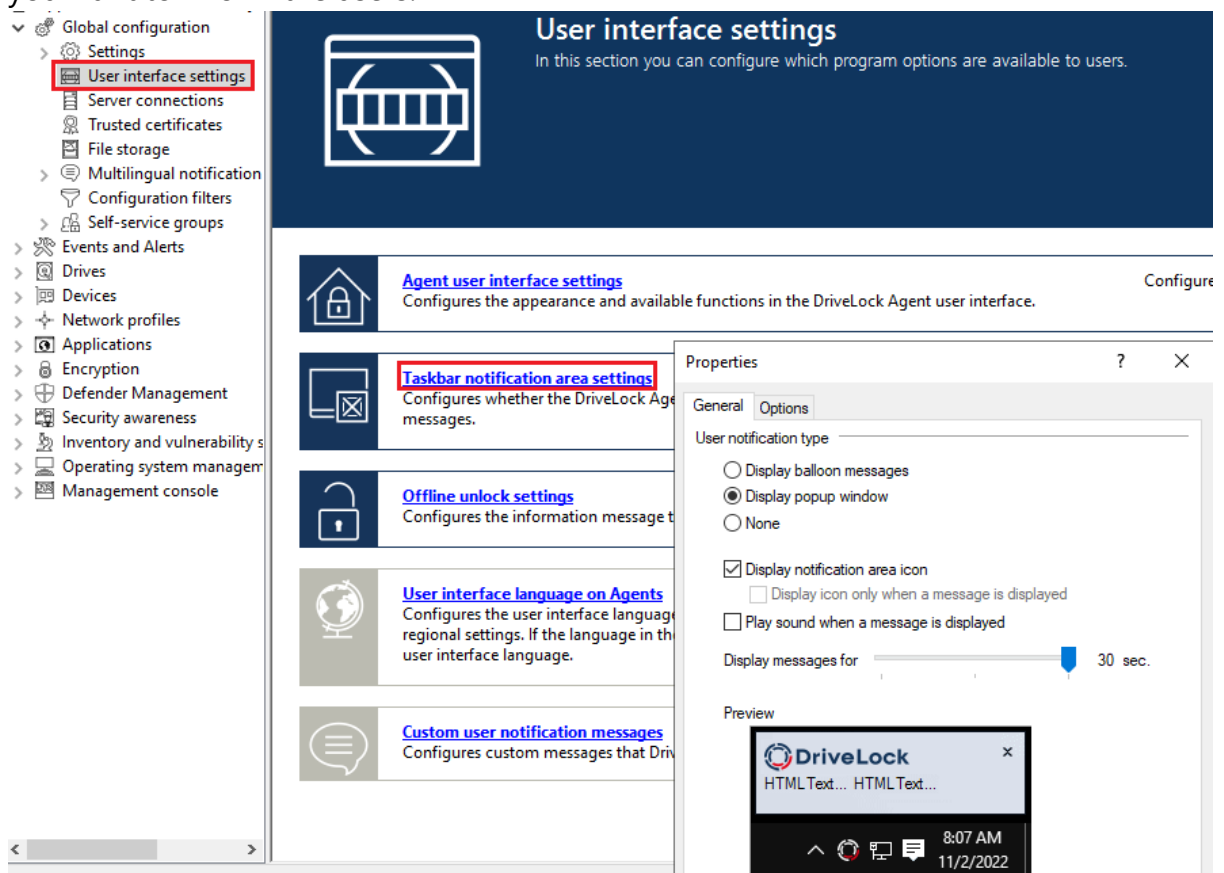 Global configuration
Settings
User interface settings
Server connections
Trusted certificates
File storage
Multilingual notification
Configuration filters
Self-service groups
Events and Alerts
Drives
Devices
Network profiles
Applications
Encryption
Defender Management
Security awareness
Inventory and vulnerability s
Operating system managem
Management console
User interface settings
In this section you can configure which program options are available to users.
Agent user interface settings
Configures the appearance and available functions in the DriveLock Agent user interface.
Configure
Taskbar notification area settings
Configures whether the DriveLock Age
messages.
Offline unlock settings
Configures the information message t
User interface language on Agents
Configures the user interface language
regional settings. If the language in the
user interface language.
Custom user notification messages
Configures custom messages that Driv
Properties
? X
General Options
User notification type
Display balloon messages
Display popup window
None
Display notification area icon
Display icon only when a message is displayed
Play sound when a message is displayed
Display messages for 30 sec.
Preview
DriveLock x
HTMLText... HTMLText...
8:07 AM
11/2/2022